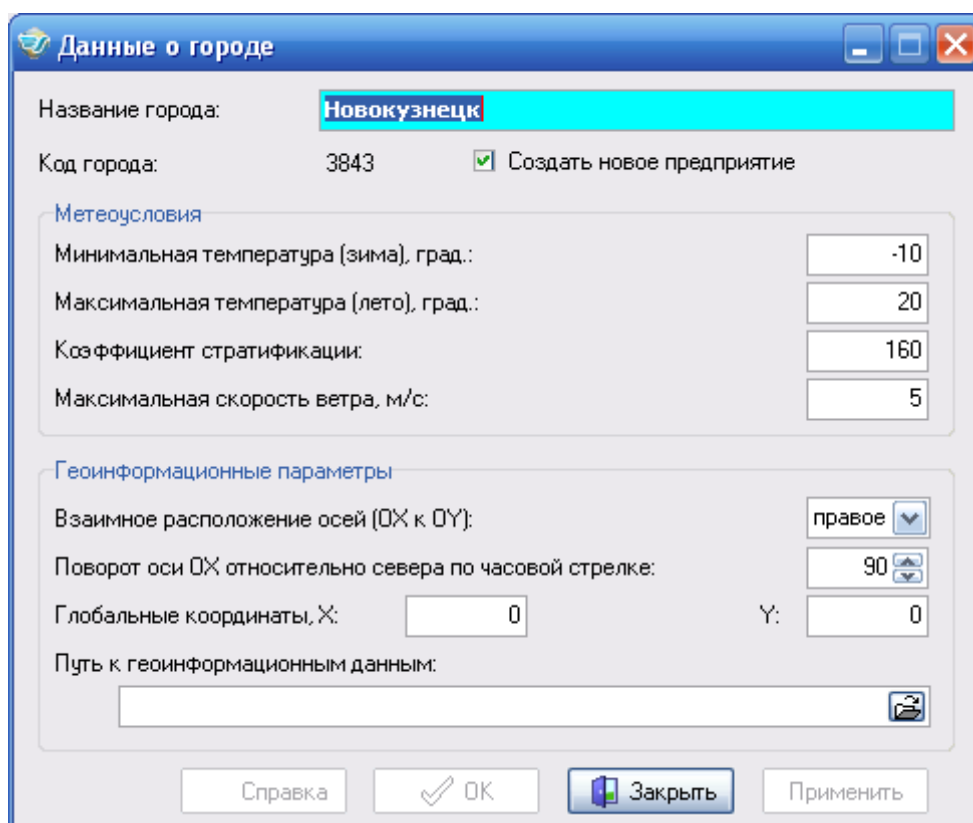 Данные о городе
Название города: Новокузнецк
Код города: 3843 Создать новое предприятие
Метеоусловия
Минимальная температура (зима), град.: -10
Максимальная температура (лето), град.: 20
Коэффициент стратификации: 160
Максимальная скорость ветра, м/с: 5
Геоинформационные параметры
Взаимное расположение осей (OX к OY): правое
Поворот оси OX относительно севера по часовой стрелке: 90
Глобальные координаты, X: 0 Y: 0
Путь к геоинформационным данным:
Справка OK Закрыть Применить